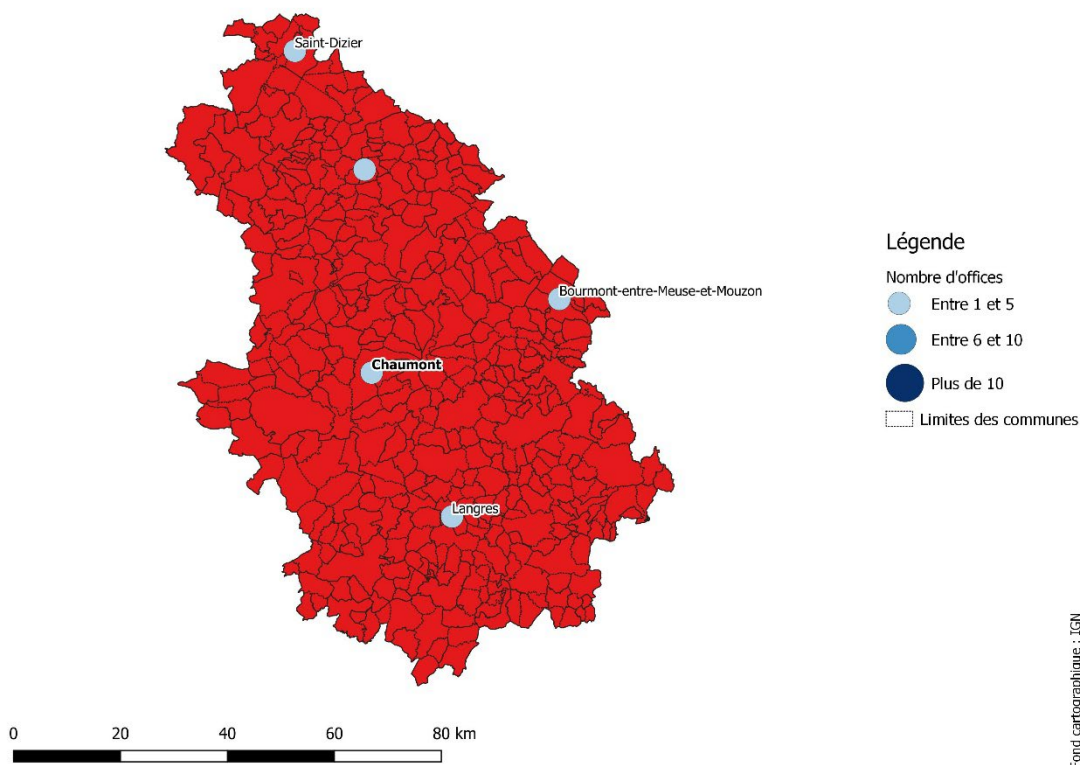 Saint-Dizier
Bourmont-entre-Meuse-et-Mouzon
Chaumont
Langres
Légende
Nombre d'offices
Entre 1 et 5
Entre 6 et 10
Plus de 10
Limites des communes
0 20 40 60 80 km
Fond cartographique : IGN